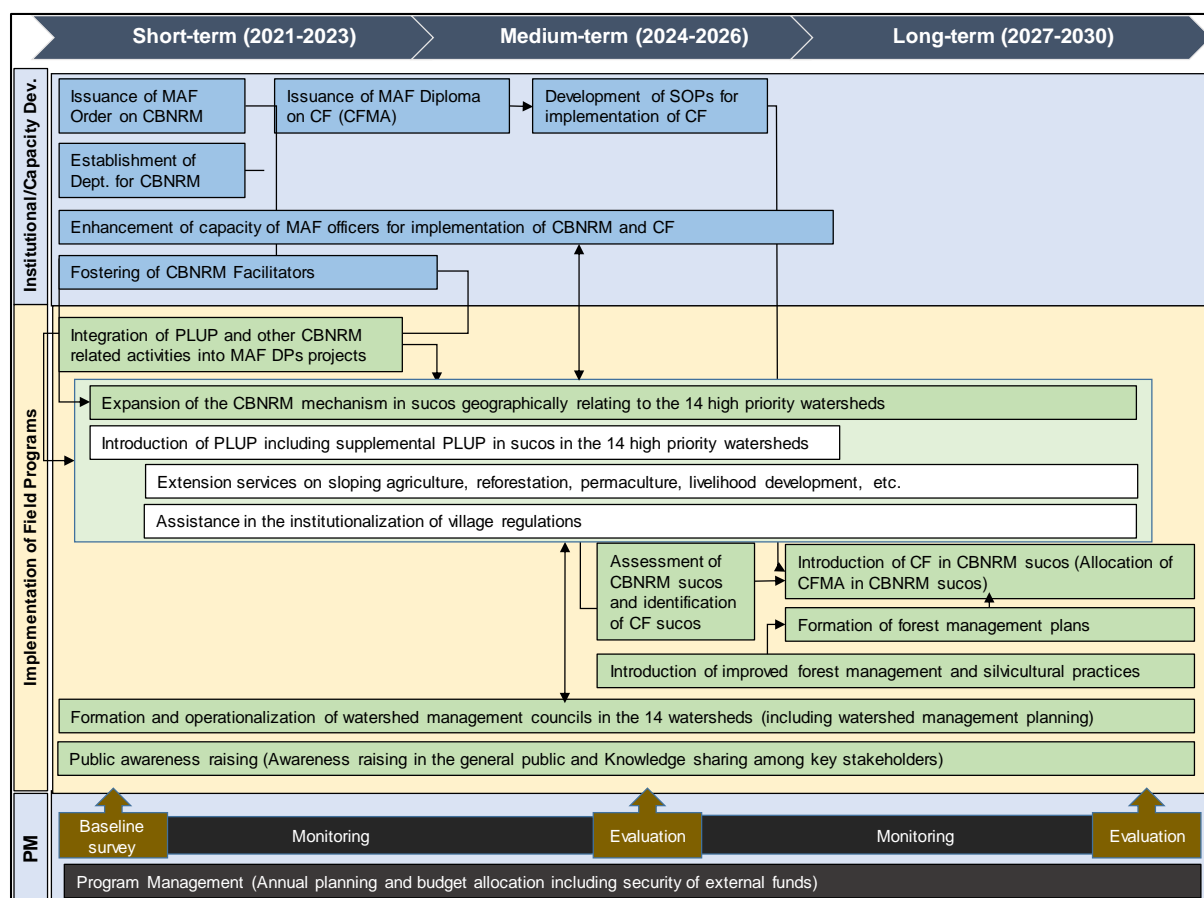 Short-term (2021-2023)
Medium-term (2024-2026)
Long-term (2027-2030)
Institutional/Capacity Dev.
Issuance of MAF
Order on CBNRM
Issuance of MAF Diploma
on CF (CFMA)
Development of SOPs for
implementation of CF
Establishment of
Dept. for CBNRM
Enhancement of capacity of MAF officers for implementation of CBNRM and CF
Fostering of CBNRM Facilitators
Implementation of Field Programs
Integration of PLUP and other CBNRM
related activities into MAF DPs projects
Expansion of the CBNRM mechanism in sucos geographically relating to the 14 high priority watersheds
Introduction of PLUP including supplemental PLUP in sucos in the 14 high priority watersheds
Extension services on sloping agriculture, reforestation, permaculture, livelihood development, etc.
Assistance in the institutionalization of village regulations
Assessment of
CBNRM sucos
and identification
of CF sucos
Introduction of CF in CBNRM sucos (Allocation of
CFMA in CBNRM sucos)
Formation of forest management plans
Introduction of improved forest management and silvicultural practices
Formation and operationalization of watershed management councils in the 14 watersheds (including watershed management planning)
Public awareness raising (Awareness raising in the general public and Knowledge sharing among key stakeholders)
PM
Baseline
survey
Monitoring
Evaluation
Monitoring
Evaluation
Program Management (Annual planning and budget allocation including security of external funds)